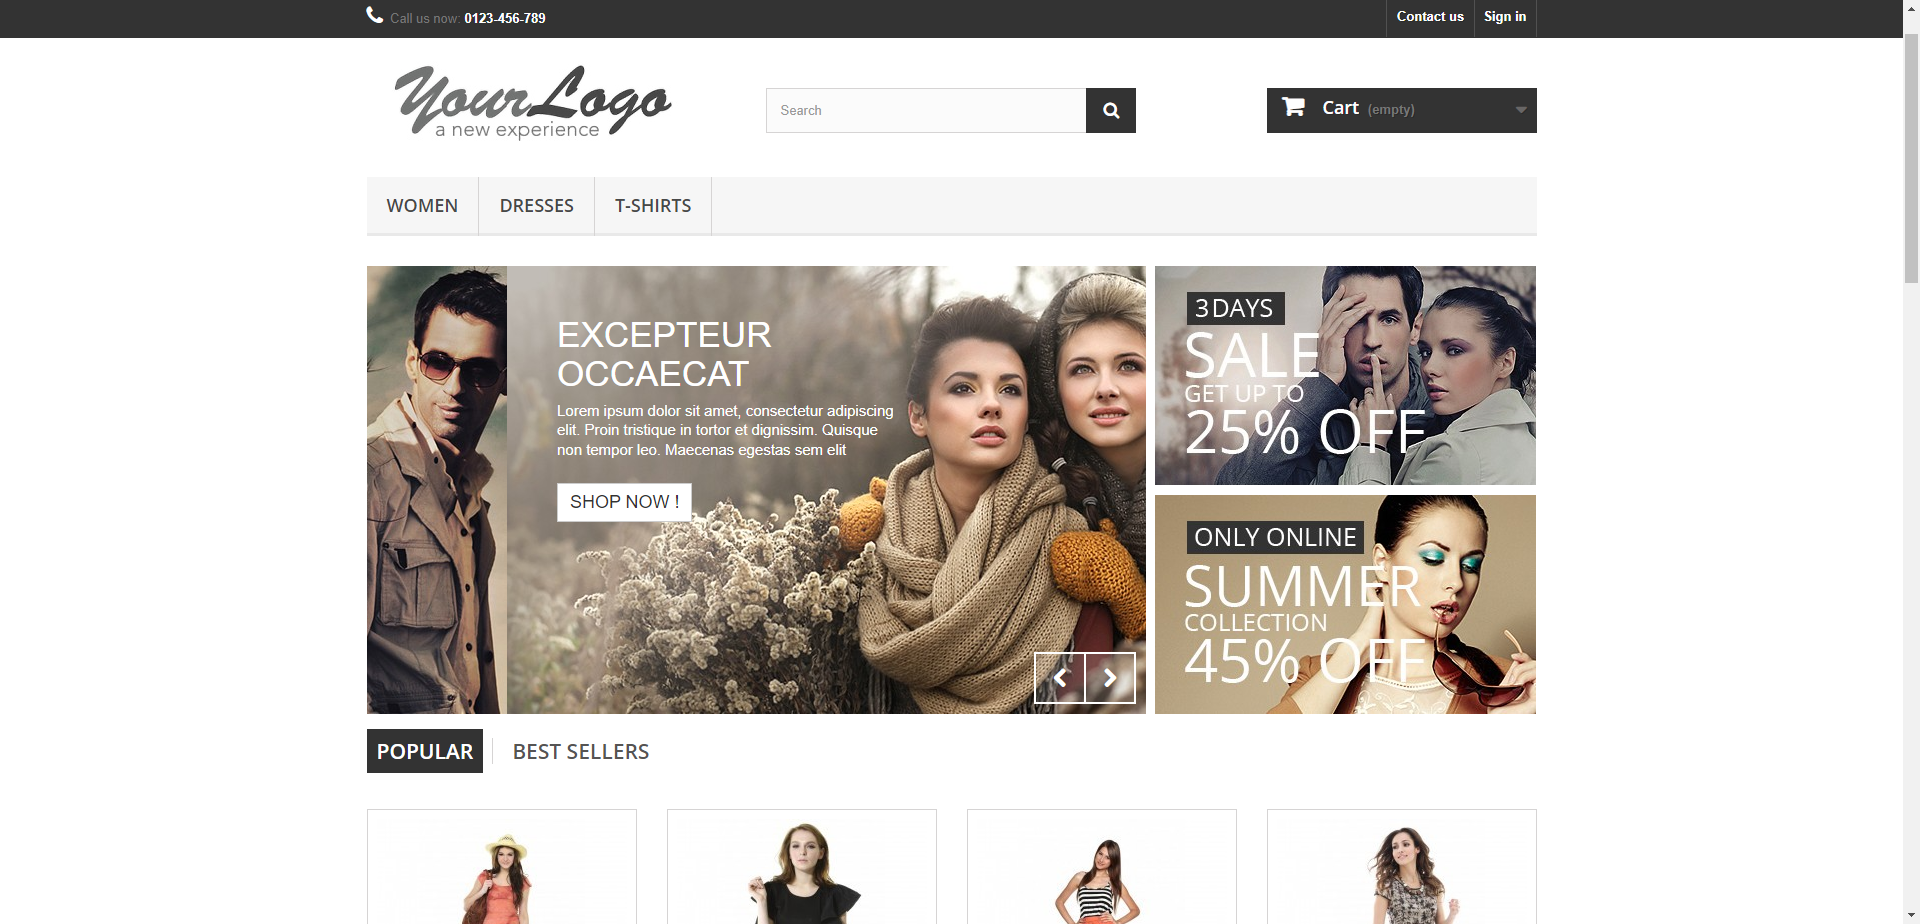 Call us now: 0123-456-789
Contact us
Sign in
YourLogo
a new experience
Search
Cart (empty)
WOMEN
DRESSES
T-SHIRTS
EXCEPTEUR
OCCAECAT
Lorem ipsum dolor sit amet, consectetur adipiscing
elit. Proin tristique in tortor et dignissim. Quisque
non tempor leo. Maecenas egestas sem elit
SHOP NOW !
3 DAYS
SALE
GET UP TO
25% OFF
ONLY ONLINE
SUMMER
COLLECTION
45% OFF
POPULAR
BEST SELLERS